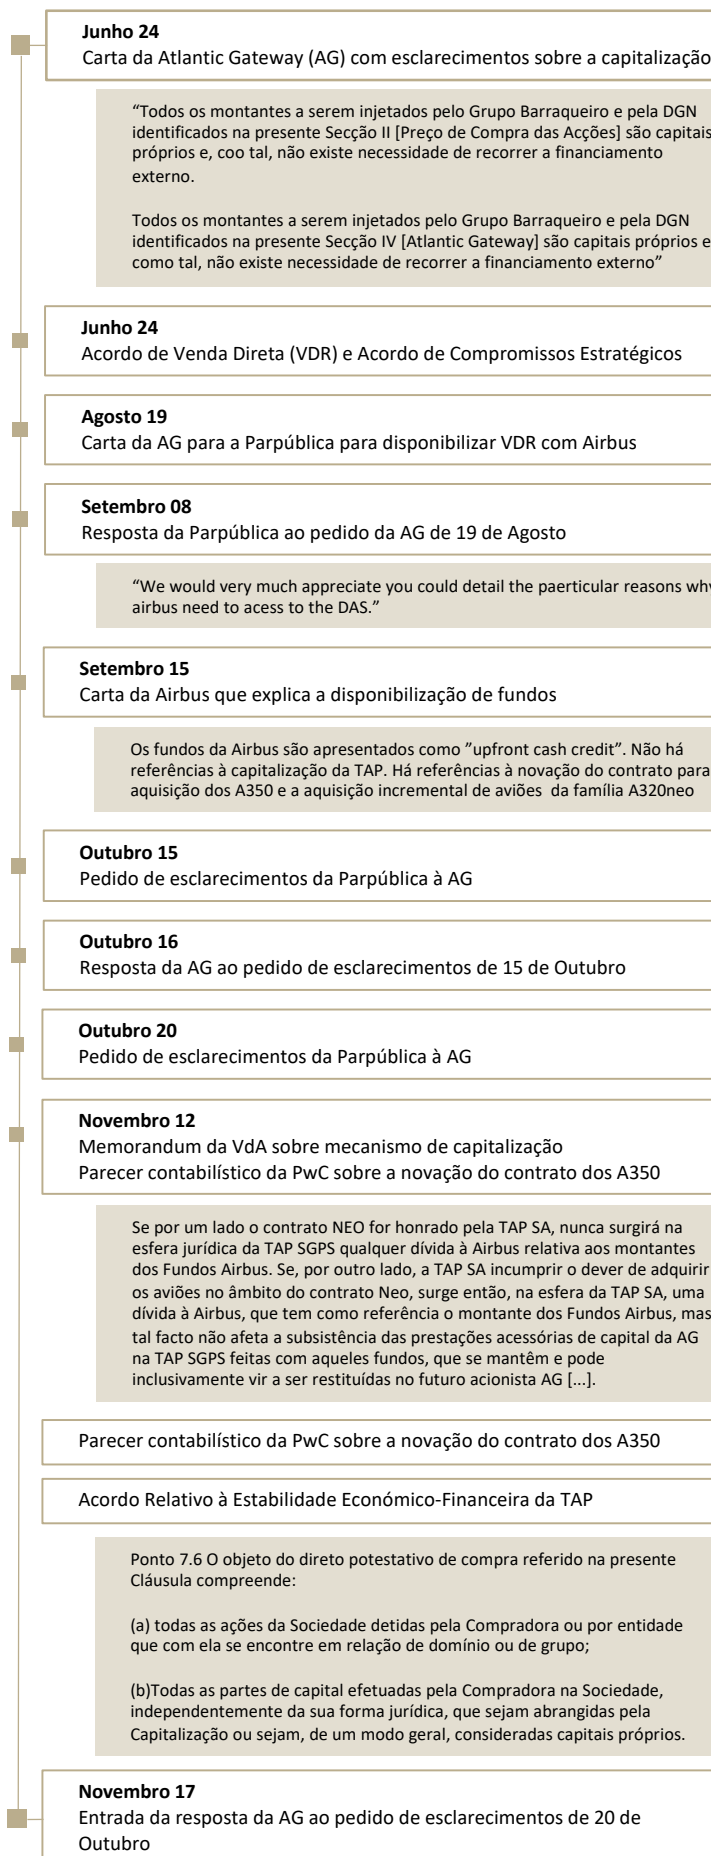 Junho 24
Carta da Atlantic Gateway (AG) com esclarecimentos sobre a capitalização
“Todos os montantes a serem injetados pelo Grupo Barraqueiro e pela DGN
identificados na presente Secção II [Preço de Compra das Acções] são capitais
próprios e, coo tal, não existe necessidade de recorrer a financiamento
externo.
Todos os montantes a serem injetados pelo Grupo Barraqueiro e pela DGN
identificados na presente Secção IV [Atlantic Gateway] são capitais próprios e
como tal, não existe necessidade de recorrer a financiamento externo”
Junho 24
Acordo de Venda Direta (VDR) e Acordo de Compromissos Estratégicos
Agosto 19
Carta da AG para a Parpública para disponibilizar VDR com Airbus
Setembro 08
Resposta da Parpública ao pedido da AG de 19 de Agosto
“We would very much appreciate you could detail the paerticular reasons why
airbus need to acess to the DAS.”
Setembro 15
Carta da Airbus que explica a disponibilização de fundos
Os fundos da Airbus são apresentados como ”upfront cash credit”. Não há
referências à capitalização da TAP. Há referências à novação do contrato para
aquisição dos A350 e a aquisição incremental de aviões da família A320neo
Outubro 15
Pedido de esclarecimentos da Parpública à AG
Outubro 16
Resposta da AG ao pedido de esclarecimentos de 15 de Outubro
Outubro 20
Pedido de esclarecimentos da Parpública à AG
Novembro 12
Memorandum da VdA sobre mecanismo de capitalização
Parecer contabilístico da PwC sobre a novação do contrato dos A350
Se por um lado o contrato NEO for honrado pela TAP SA, nunca surgirá na
esfera jurídica da TAP SGPS qualquer dívida à Airbus relativa aos montantes
dos Fundos Airbus. Se, por outro lado, a TAP SA incumprir o dever de adquirir
os aviões no âmbito do contrato Neo, surge então, na esfera da TAP SA, uma
dívida à Airbus, que tem como referência o montante dos Fundos Airbus, mas
tal facto não afeta a subsistência das prestações acessórias de capital da AG
na TAP SGPS feitas com aqueles fundos, que se mantêm e pode
inclusivamente vir a ser restituídas no futuro acionista AG [...].
Parecer contabilístico da PwC sobre a novação do contrato dos A350
Acordo Relativo à Estabilidade Económico-Financeira da TAP
Ponto 7.6 O objeto do direto potestativo de compra referido na presente
Cláusula compreende:
(a) todas as ações da Sociedade detidas pela Compradora ou por entidade
que com ela se encontre em relação de domínio ou de grupo;
(b)Todas as partes de capital efetuadas pela Compradora na Sociedade,
independentemente da sua forma jurídica, que sejam abrangidas pela
Capitalização ou sejam, de um modo geral, consideradas capitais próprios.
Novembro 17
Entrada da resposta da AG ao pedido de esclarecimentos de 20 de
Outubro